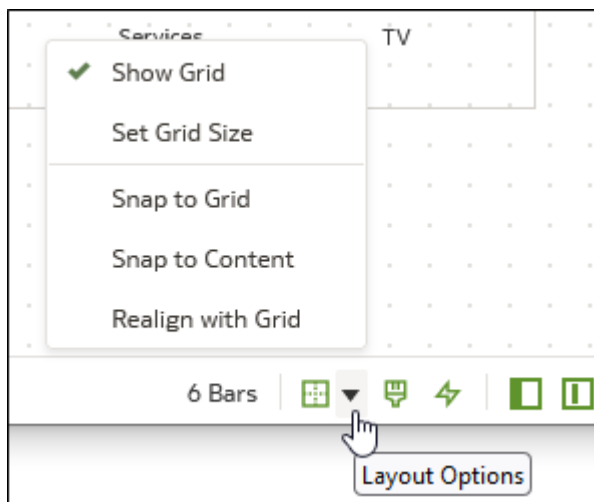 Services TV
Show Grid
Set Grid Size
Snap to Grid
Snap to Content
Realign with Grid
6 Bars
Layout Options